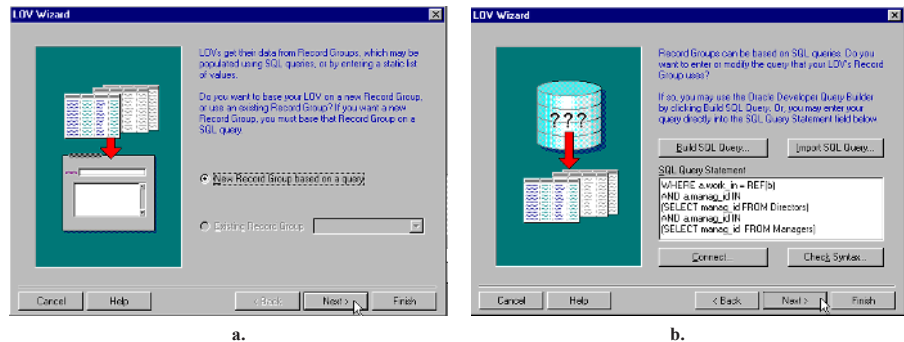 LOV Wizard
LOVs get their data from Record Groups, which may be
populated using SQL queries, or by entering a static list
of values.
Do you want to base your LOV on a new Record Group,
or use an existing Record Group? If you want a new
Record Group, you must base that Record Group on a
SQL query.
New Record Group based on a query
Existing Record Group
Cancel
Help
< Back
Next >
Finish
a.
LOV Wizard
Record Groups can be based on SQL queries. Do you
want to enter or modify the query that your LOV's Record
Group uses?
If so, you may use the Oracle Developer Query Builder
by clicking Build SQL Query. Or, you may enter your
query directly into the SQL Query Statement field below
???
Build SQL Query...
Import SQL Query...
SQL Query Statement
WHERE a.work_in = REF(b)
AND a.manag_id IN
(SELECT manag_id FROM Directors)
AND a.manag_id IN
(SELECT manag_id FROM Managers)
Connect...
Check Syntax...
Cancel
Help
< Back
Next >
Finish
b.